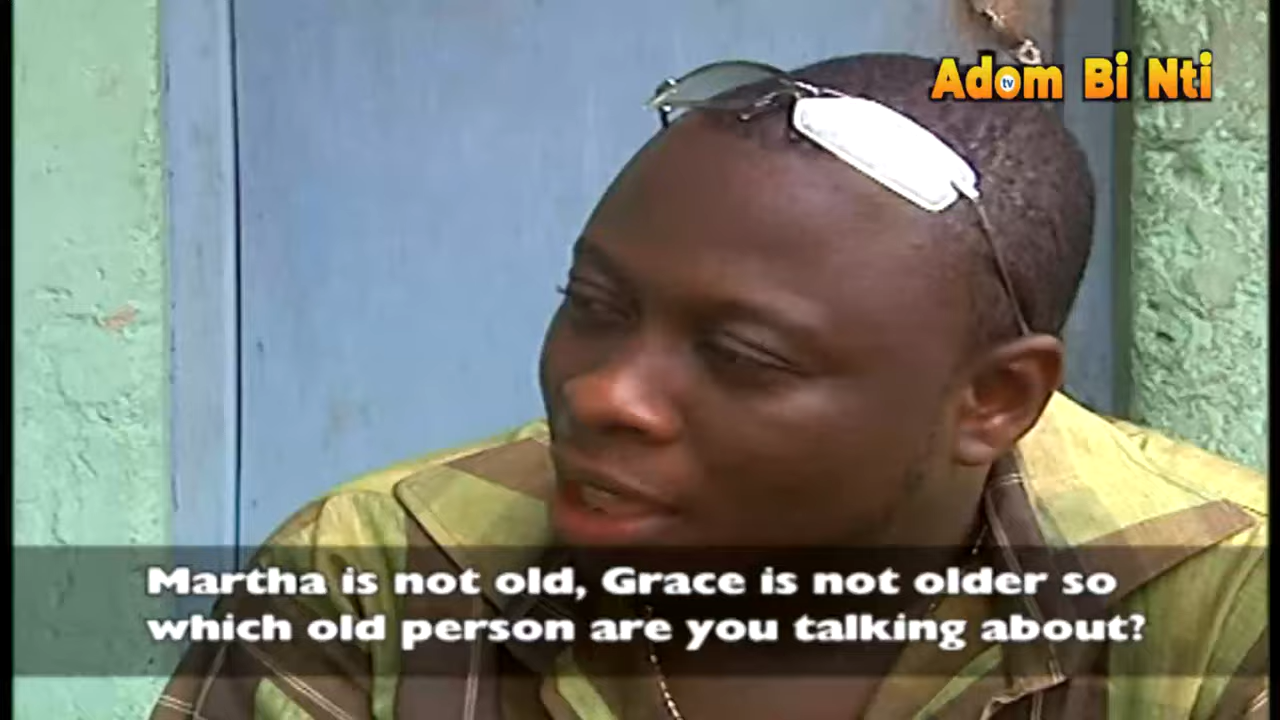 Adom Bi Nti
tv
Martha is not old, Grace is not older so
which old person are you talking about?